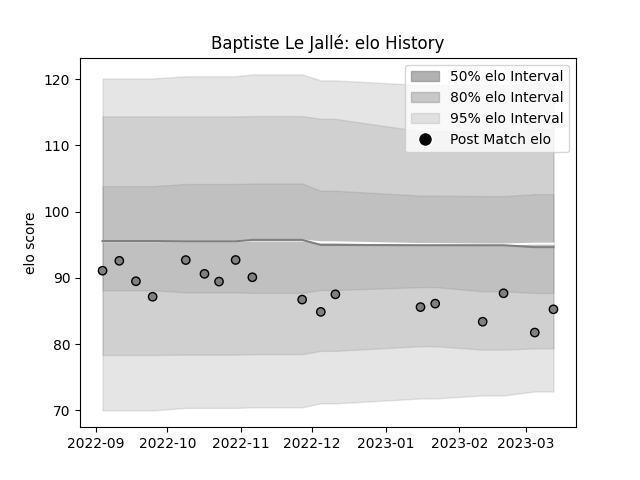 Baptiste Le Jallé: elo History
120
110
100
90
80
70
elo score
50% elo Interval
80% elo Interval
95% elo Interval
Post Match elo
2022-09
2022-10
2022-11
2022-12
2023-01
2023-02
2023-03